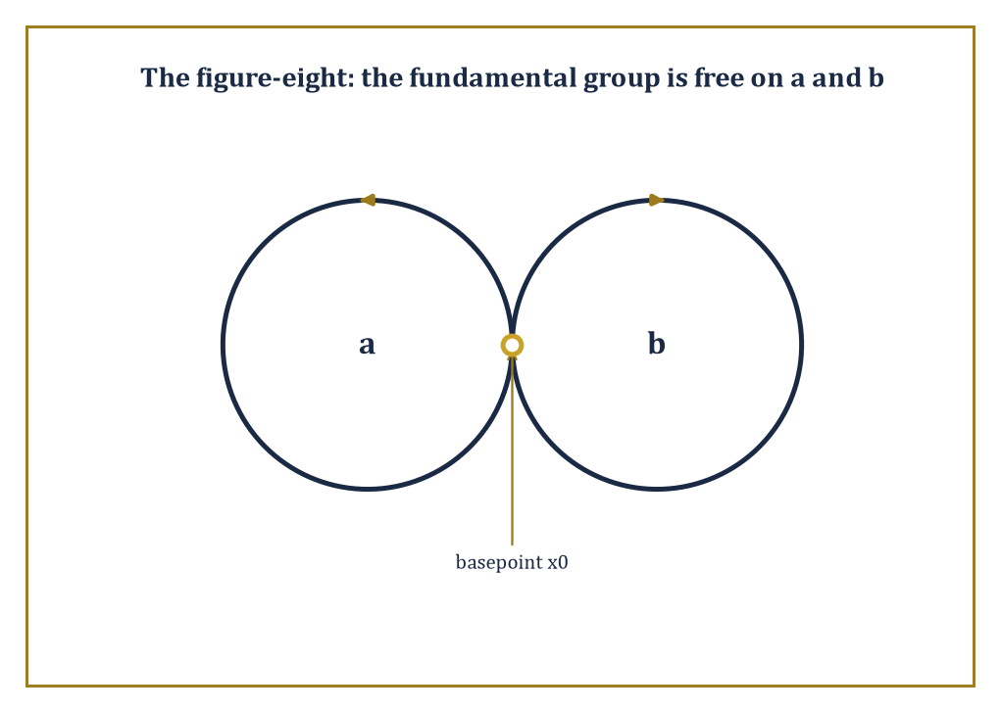 The figure-eight: the fundamental group is free on a and b
a
b
basepoint x0